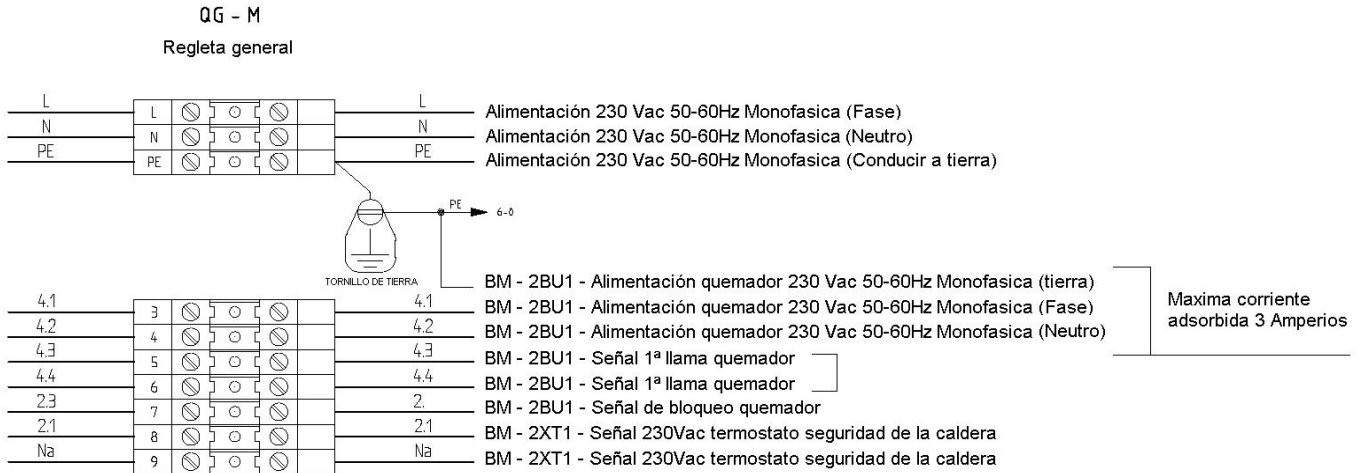 QG - M
Regleta general
L L L Alimentación 230 Vac 50-60Hz Monofasica (Fase)
N N N Alimentación 230 Vac 50-60Hz Monofasica (Neutro)
PE PE PE Alimentación 230 Vac 50-60Hz Monofasica (Conducir a tierra)
PE 6-0
TORNILLO DE TIERRA
BM - 2BU1 - Alimentación quemador 230 Vac 50-60Hz Monofasica (tierra)
4.1 3 4.1 BM - 2BU1 - Alimentación quemador 230 Vac 50-60Hz Monofasica (Fase)
4.2 4 4.2 BM - 2BU1 - Alimentación quemador 230 Vac 50-60Hz Monofasica (Neutro)
Maxima corriente
adsorbida 3 Amperios
4.3 5 4.3 BM - 2BU1 - Señal 1ª llama quemador
4.4 6 4.4 BM - 2BU1 - Señal 1ª llama quemador
2.3 7 2. BM - 2BU1 - Señal de bloqueo quemador
2.1 8 2.1 BM - 2XT1 - Señal 230Vac termostato seguridad de la caldera
Na 9 Na BM - 2XT1 - Señal 230Vac termostato seguridad de la caldera